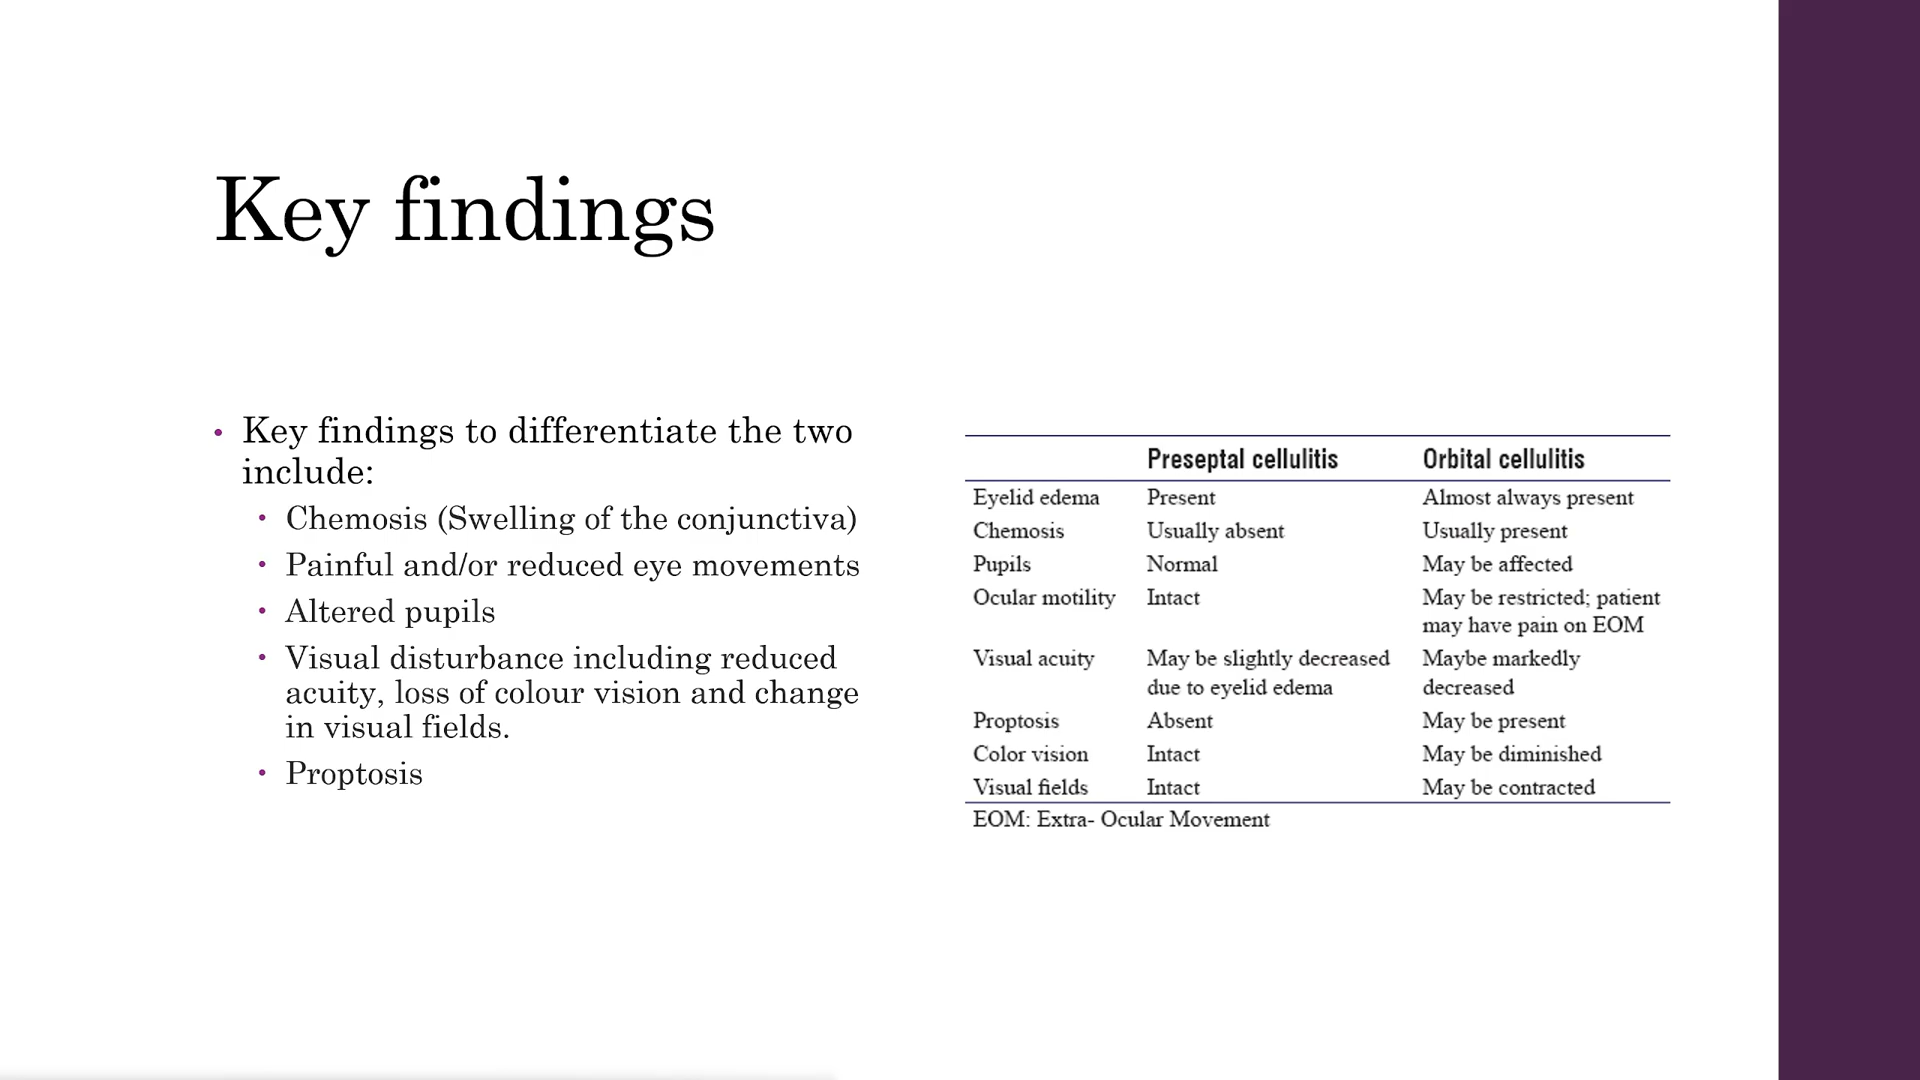 Key findings
• Key findings to differentiate the two
include:
• Chemosis (Swelling of the conjunctiva)
• Painful and/or reduced eye movements
• Altered pupils
• Visual disturbance including reduced
acuity, loss of colour vision and change
in visual fields.
• Proptosis
Preseptal cellulitis Orbital cellulitis
Eyelid edema Present Almost always present
Chemosis Usually absent Usually present
Pupils Normal May be affected
Ocular motility Intact May be restricted; patient
may have pain on EOM
Visual acuity May be slightly decreased Maybe markedly
due to eyelid edema decreased
Proptosis Absent May be present
Color vision Intact May be diminished
Visual fields Intact May be contracted
EOM: Extra- Ocular Movement